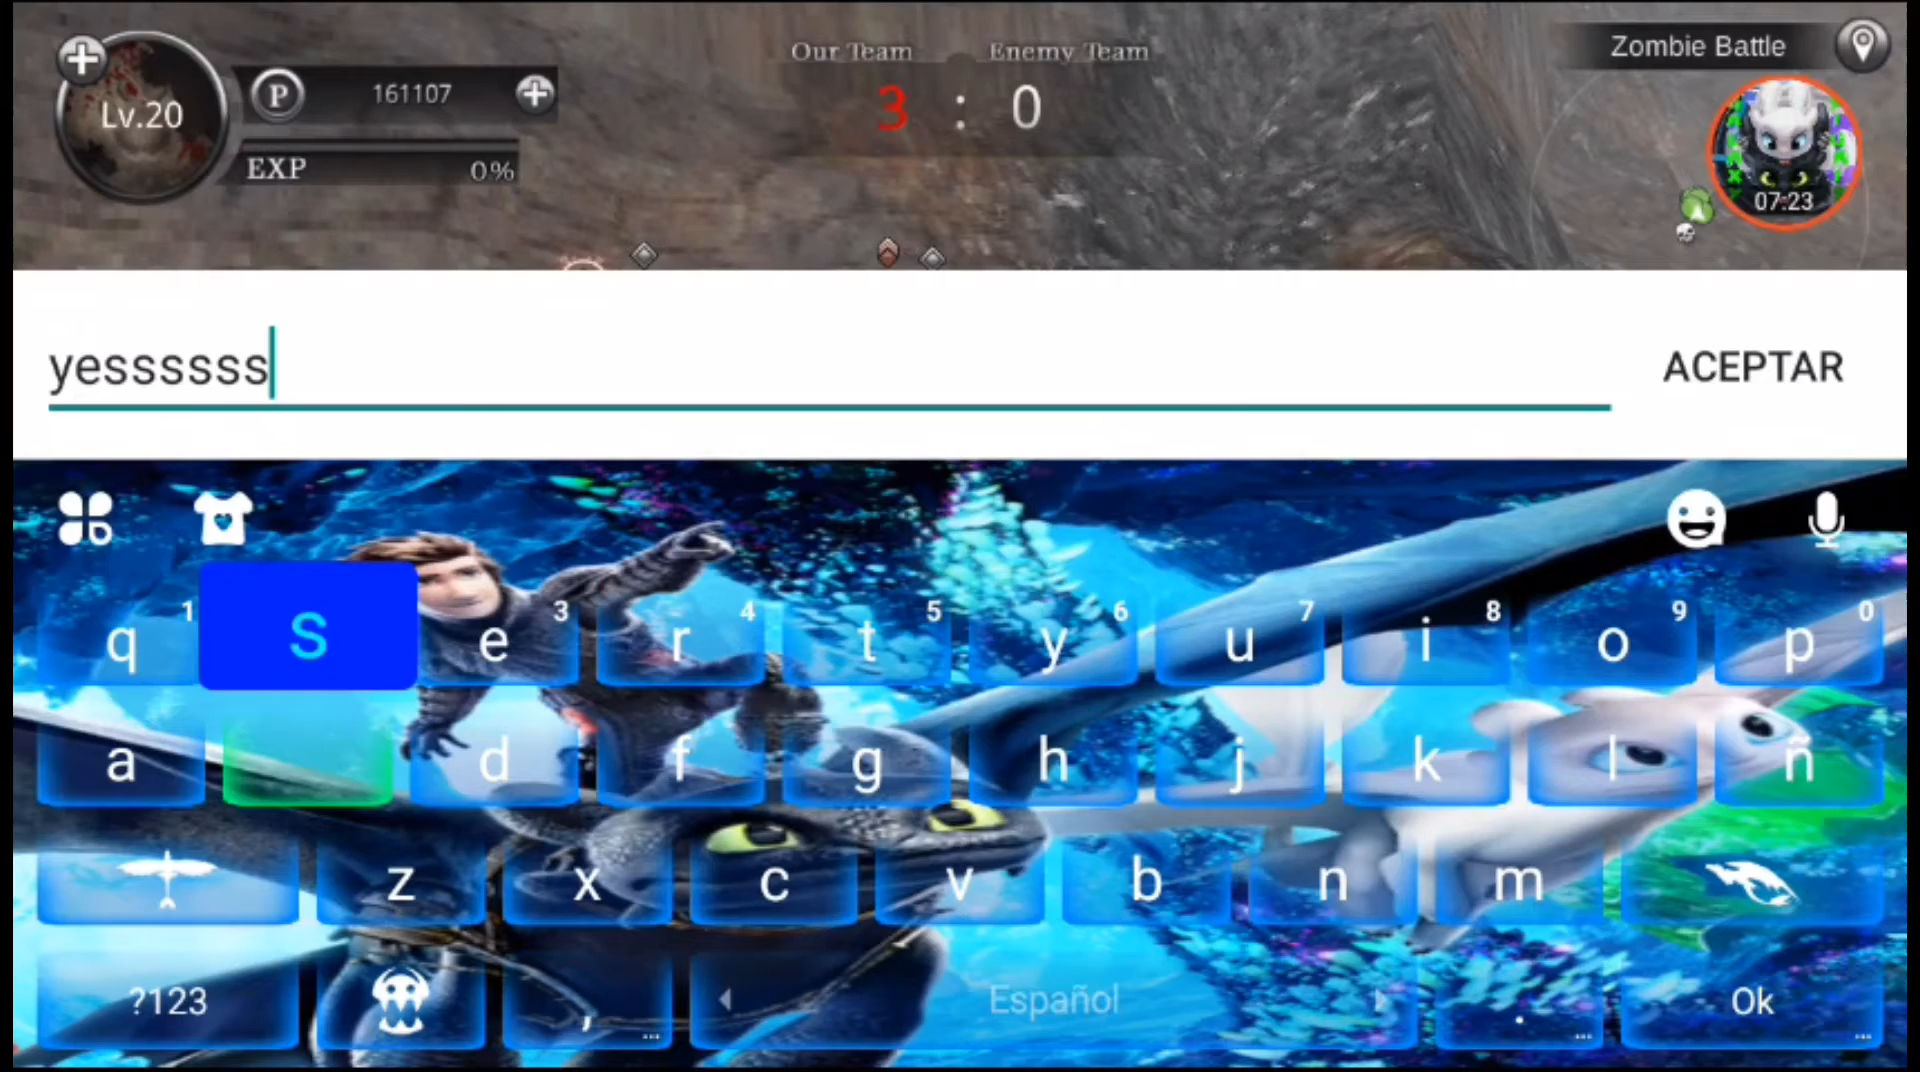 Our Team Enemy Team
Zombie Battle
Lv.20
P 161107
3 : 0
EXP 0%
07:23
yesssssss
ACEPTAR
1 3 4 5 6 7 8 9 0
q s e r t y u i o p
a d f g h j k l ñ
z x c v b n m
?123 , ... Español . ... Ok ...